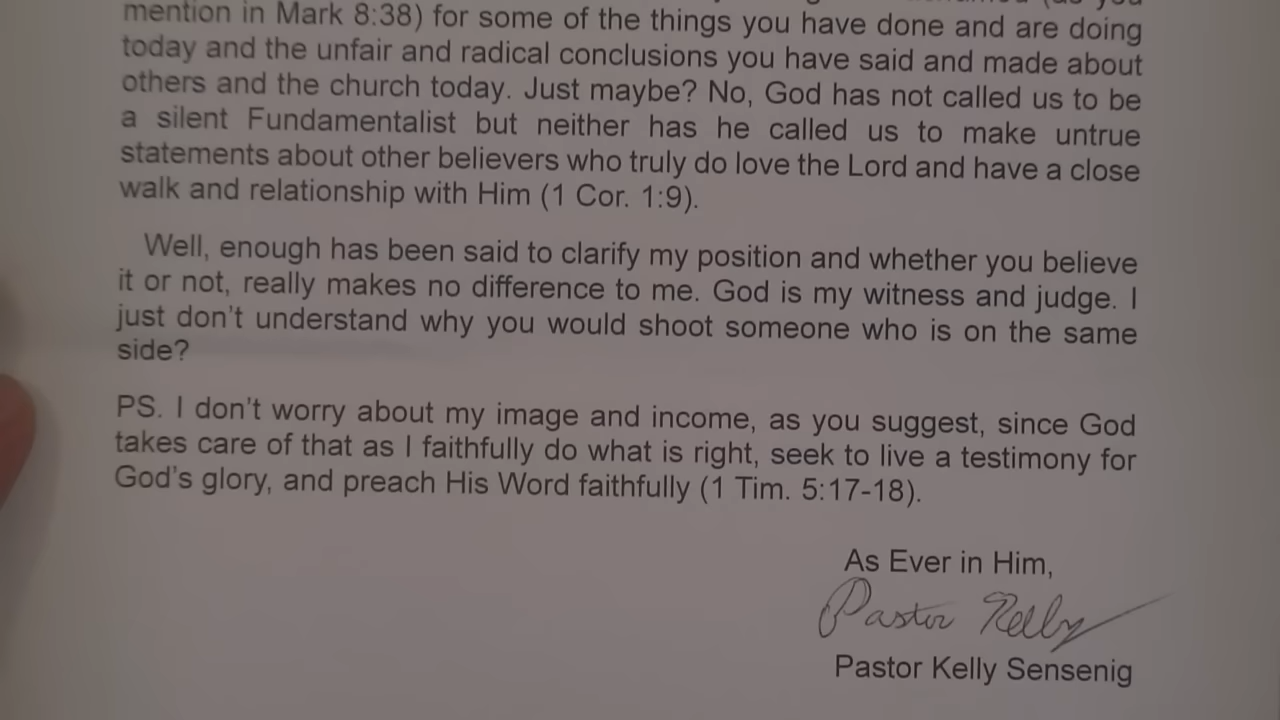 mention in Mark 8:38) for some of the things you have done and are doing
today and the unfair and radical conclusions you have said and made about
others and the church today. Just maybe? No, God has not called us to be
a silent Fundamentalist but neither has he called us to make untrue
statements about other believers who truly do love the Lord and have a close
walk and relationship with Him (1 Cor. 1:9).
Well, enough has been said to clarify my position and whether you believe
it or not, really makes no difference to me. God is my witness and judge. I
just don't understand why you would shoot someone who is on the same
side?
PS. I don't worry about my image and income, as you suggest, since God
takes care of that as I faithfully do what is right, seek to live a testimony for
God's glory, and preach His Word faithfully (1 Tim. 5:17-18).
As Ever in Him,
Pastor Kelly
Pastor Kelly Sensenig